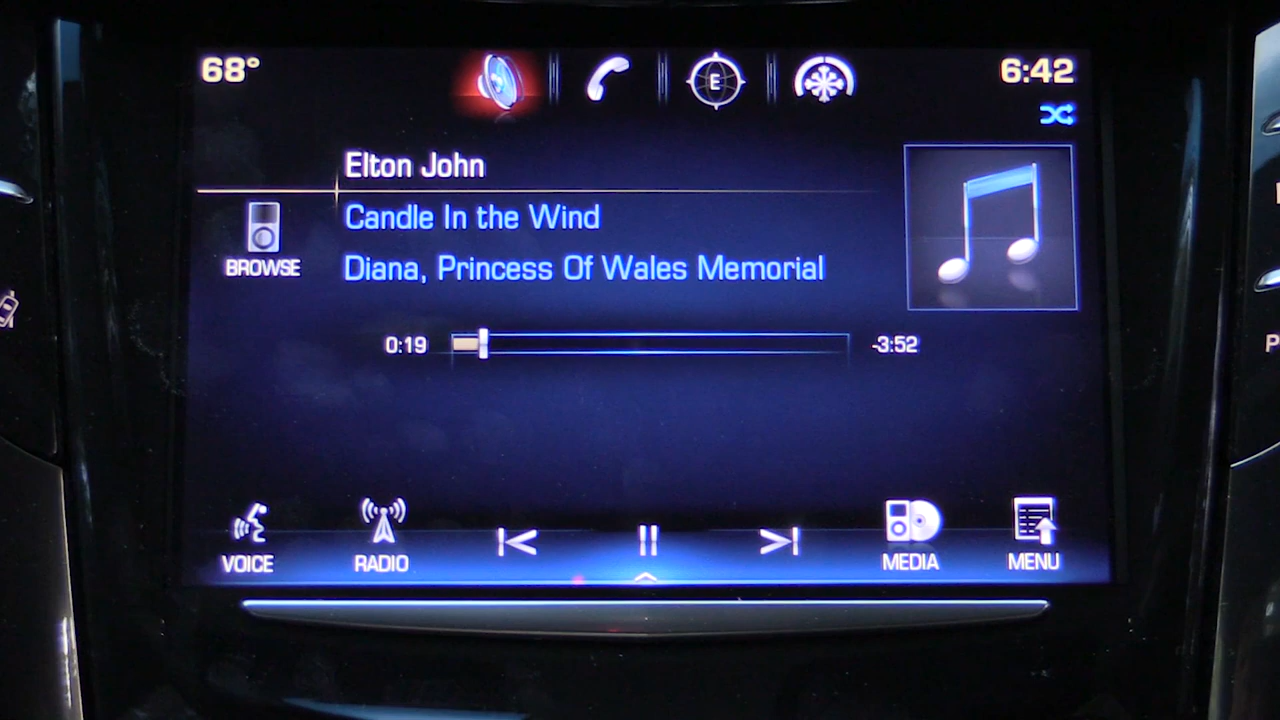 68°
6:42
E
Elton John
Candle In the Wind
Diana, Princess Of Wales Memorial
BROWSE
0:19
-3:52
VOICE
RADIO
MEDIA
MENU
P